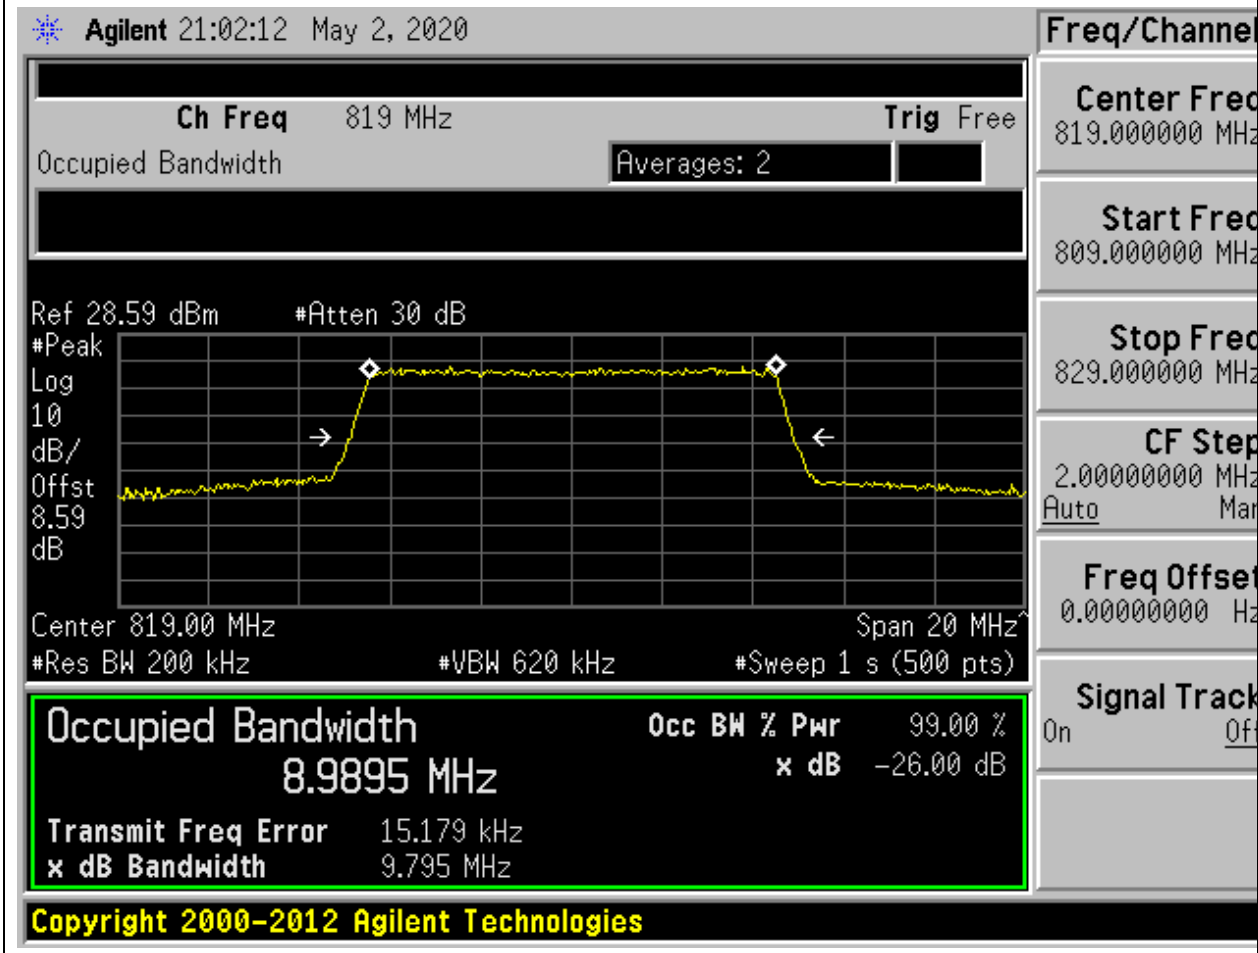 Agilent 21:02:12 May 2, 2020
Ch Freq 819 MHz Trig Free
Occupied Bandwidth Averages: 2
Ref 28.59 dBm #Atten 30 dB
#Peak
Log
10
dB/
Offst
8.59
dB
Center 819.00 MHz Span 20 MHz^
#Res BW 200 kHz #VBW 620 kHz #Sweep 1 s (500 pts)
Occupied Bandwidth Occ BW % Pwr 99.00 %
8.9895 MHz x dB -26.00 dB
Transmit Freq Error 15.179 kHz
x dB Bandwidth 9.795 MHz
Copyright 2000-2012 Agilent Technologies
Freq/Channel
Center Freq
819.000000 MHz
Start Freq
809.000000 MHz
Stop Freq
829.000000 MHz
CF Step
2.00000000 MHz
Auto Man
Freq Offset
0.00000000 Hz
Signal Track
On Off